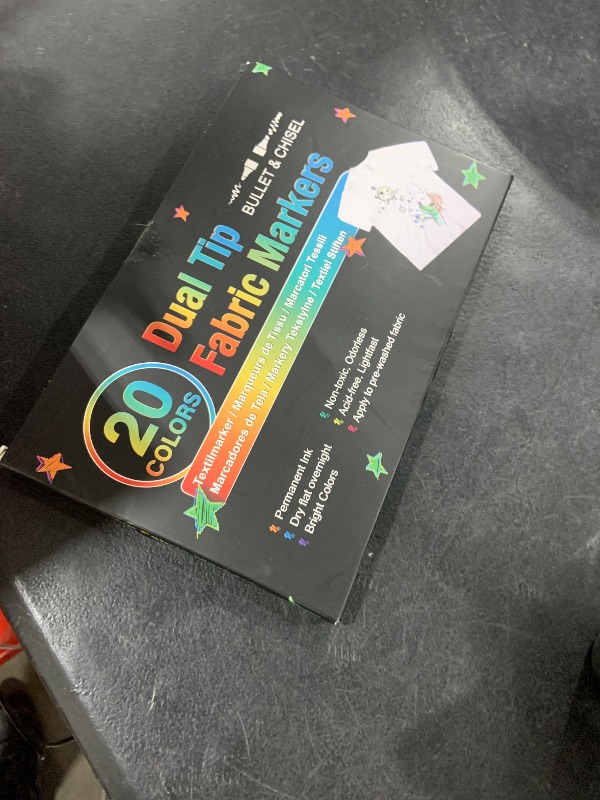 BULLET & CHISEL
Dual Tip
Fabric Markers
20
COLORS
Textilmarker / Marqueurs de Tissu / Marcatori Tessili
Marcadores de Tela / Markery Tekstylne / Textiel Stiften
Permanent Ink
Dry flat overnight
Bright Colors
Non-toxic, Odorless
Acid-free, Lightfast
Apply to pre-washed fabric